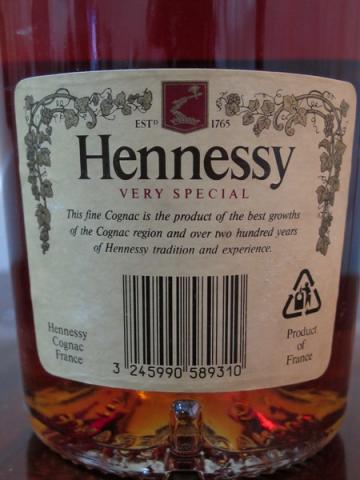 ESTD 1765
Hennessy
VERY SPECIAL
This fine Cognac is the product of the best growths
of the Cognac region and over two hundred years
of Hennessy tradition and experience.
Hennessy
Cognac
France
3 245990 589310
Product
of
France